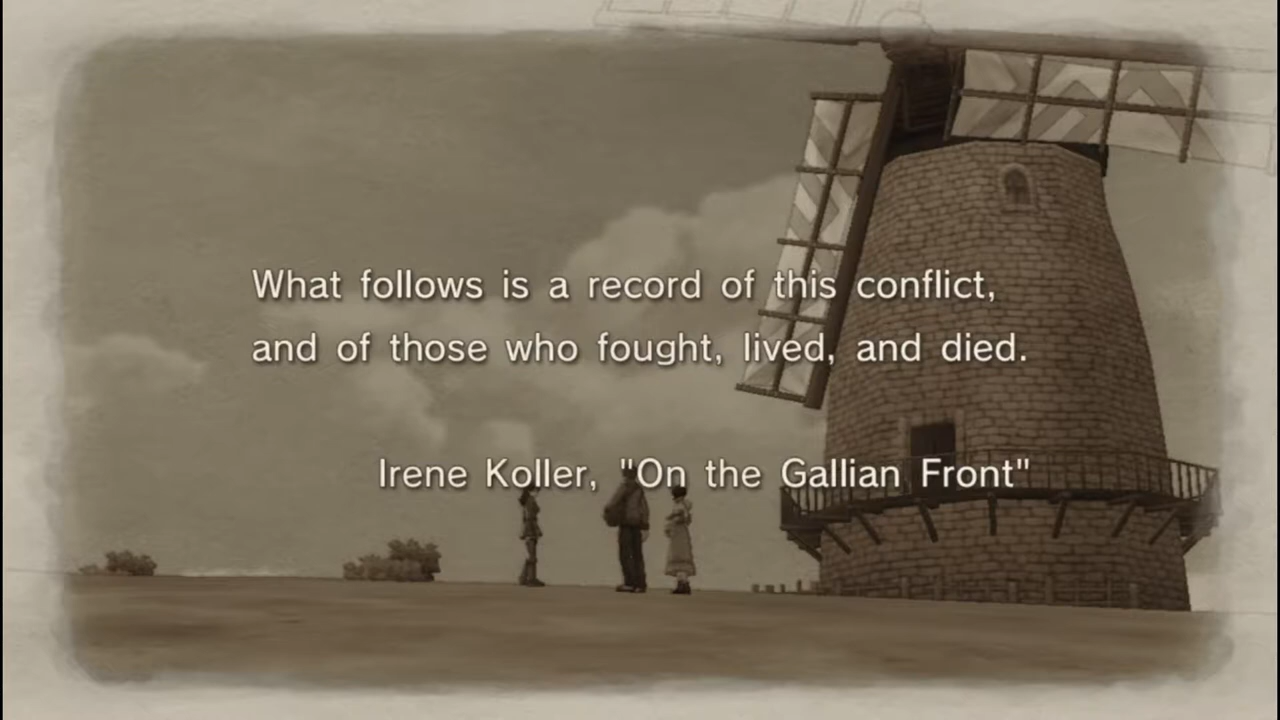 What follows is a record of this conflict,
and of those who fought, lived, and died.
Irene Koller, "On the Gallian Front"